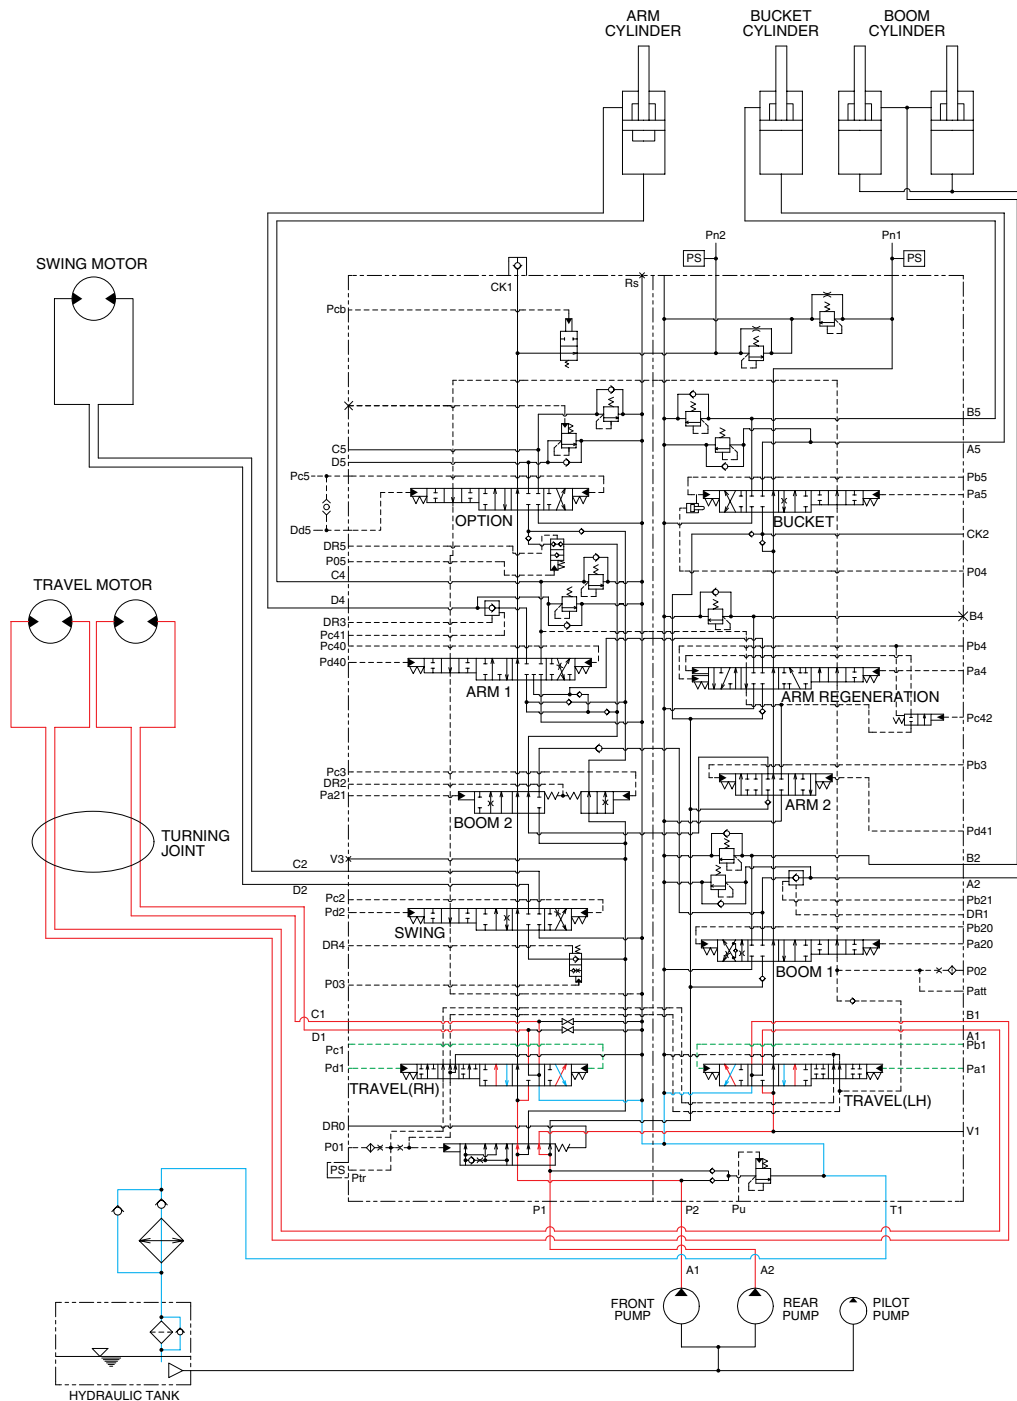 ARM
CYLINDER
BUCKET
CYLINDER
BOOM
CYLINDER
Pn2
Pn1
PS
PS
SWING MOTOR
CK1
Rs
Pcb
B5
C5
A5
D5
Pc5
Pb5
Pa5
OPTION
BUCKET
Dd5
CK2
DR5
P05
P04
C4
TRAVEL MOTOR
D4
B4
DR3
Pc41
Pc40
Pb4
Pd40
Pa4
ARM 1
ARM REGENERATION
Pc42
Pc3
Pb3
DR2
Pa21
ARM 2
BOOM 2
Pd41
TURNING
JOINT
V3
B2
C2
A2
D2
Pc2
Pb21
Pd2
DR1
SWING
Pb20
DR4
Pa20
BOOM 1
P03
P02
Patt
C1
B1
D1
A1
Pc1
Pb1
Pd1
Pa1
TRAVEL(RH)
TRAVEL(LH)
DR0
V1
P01
PS
Ptr
P1
P2
Pu
T1
A1
A2
FRONT
PUMP
REAR
PUMP
PILOT
PUMP
HYDRAULIC TANK